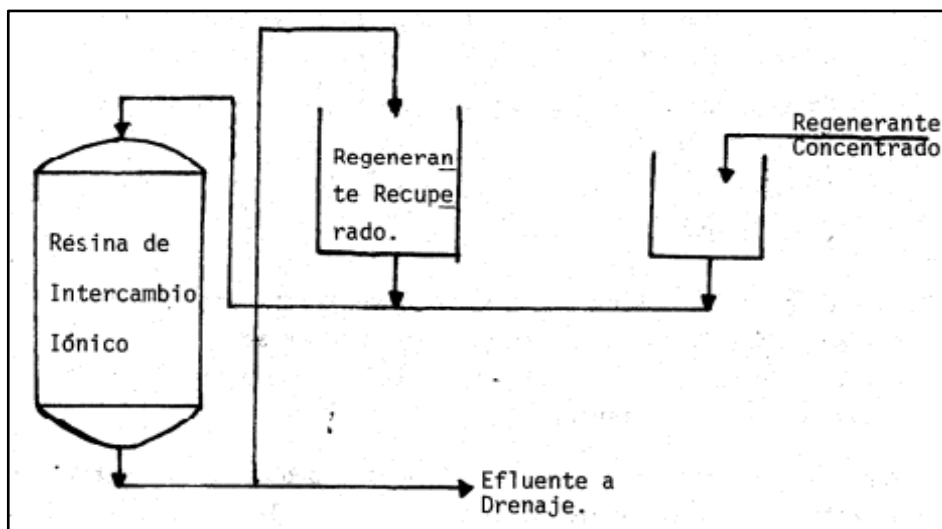 Regenerante
Concentrado
Regeneran
te Recupe
rado.
Résina de
Intercambio
Iónico
Efluente a
Drenaje.